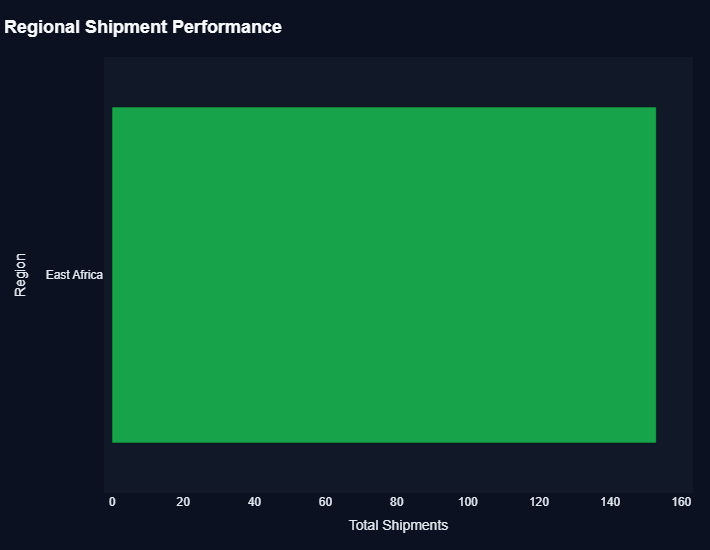 Regional Shipment Performance
Region
East Africa
0 20 40 60 80 100 120 140 160
Total Shipments